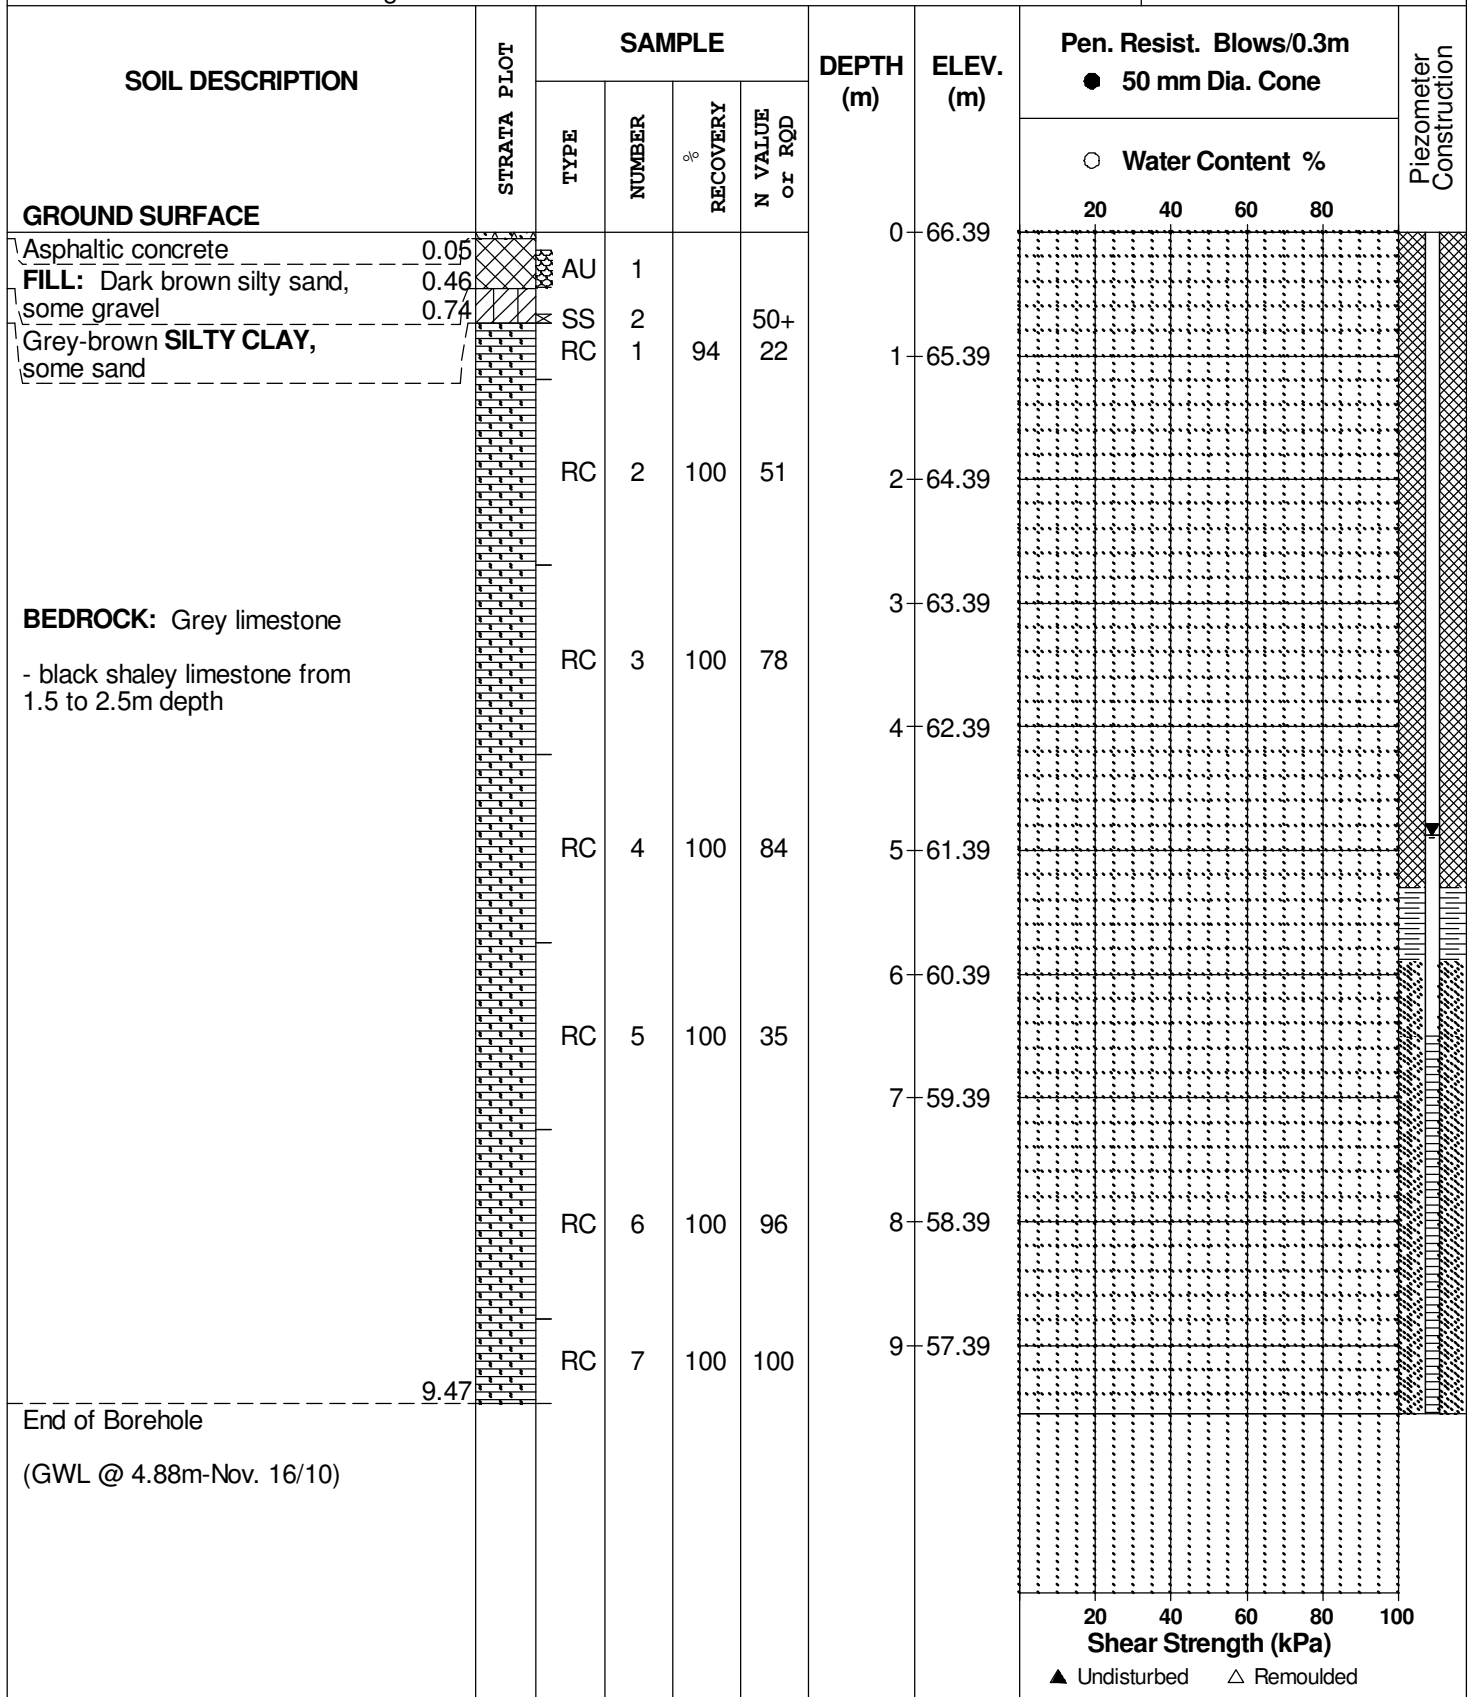 SOIL DESCRIPTION
STRATA PLOT
SAMPLE
TYPE
NUMBER
% RECOVERY
N VALUE or RQD
DEPTH (m)
ELEV. (m)
Pen. Resist. Blows/0.3m
● 50 mm Dia. Cone
○ Water Content %
Piezometer Construction
20 40 60 80
GROUND SURFACE
0 66.39
Asphaltic concrete 0.05
FILL: Dark brown silty sand, 0.46
some gravel 0.74
Grey-brown SILTY CLAY,
some sand
AU 1
SS 2 50+
RC 1 94 22
1 65.39
RC 2 100 51
2 64.39
BEDROCK: Grey limestone
3 63.39
- black shaley limestone from
1.5 to 2.5m depth
RC 3 100 78
4 62.39
RC 4 100 84
5 61.39
6 60.39
RC 5 100 35
7 59.39
RC 6 100 96
8 58.39
9 57.39
RC 7 100 100
9.47
End of Borehole
(GWL @ 4.88m-Nov. 16/10)
20 40 60 80 100
Shear Strength (kPa)
▲ Undisturbed △ Remoulded